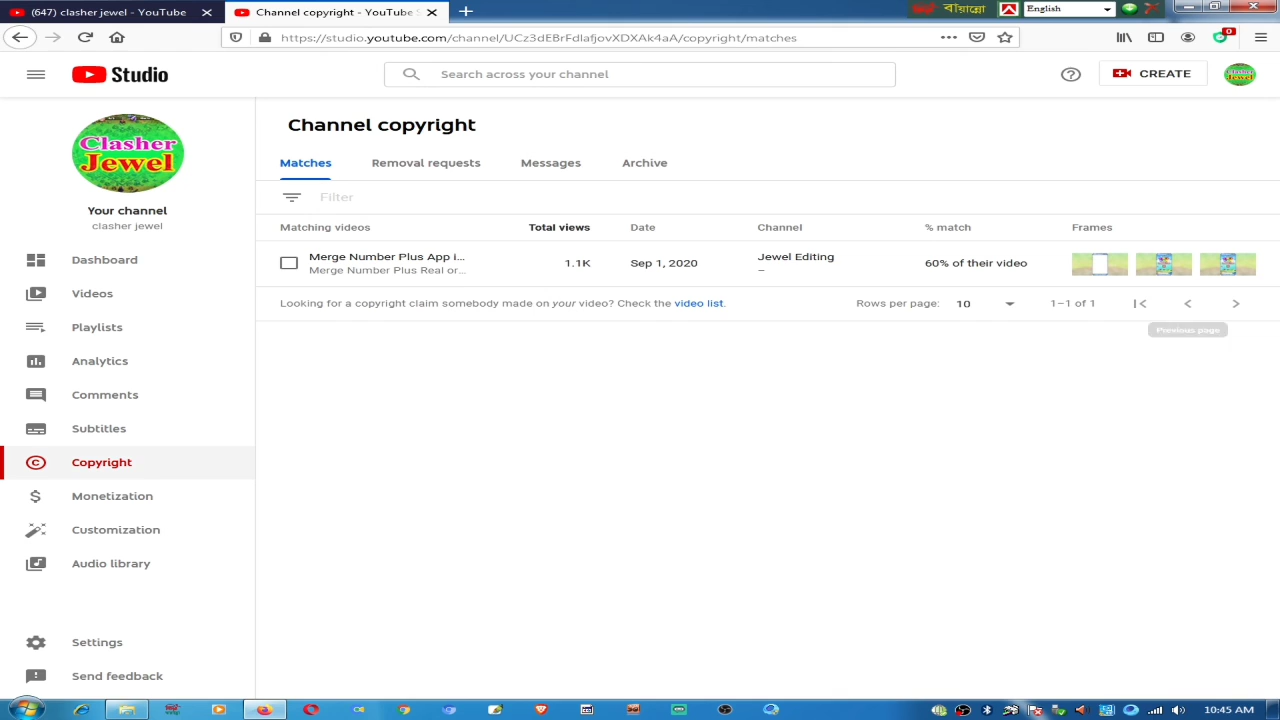 (647) clasher jewel - YouTube
Channel copyright - YouTube S
English
https://studio.youtube.com/channel/UCz3dEBrFdlafjovXDXAk4aA/copyright/matches
Studio
Search across your channel
CREATE
Clasher
Jewel
Your channel
clasher jewel
Dashboard
Videos
Playlists
Analytics
Comments
Subtitles
Copyright
Monetization
Customization
Audio library
Settings
Send feedback
Channel copyright
Matches Removal requests Messages Archive
Filter
Matching videos Total views Date Channel % match Frames
Merge Number Plus App i... 1.1K Sep 1, 2020 Jewel Editing 60% of their video
Merge Number Plus Real or... –
Looking for a copyright claim somebody made on your video? Check the video list. Rows per page: 10 1–1 of 1
Previous page
10:45 AM